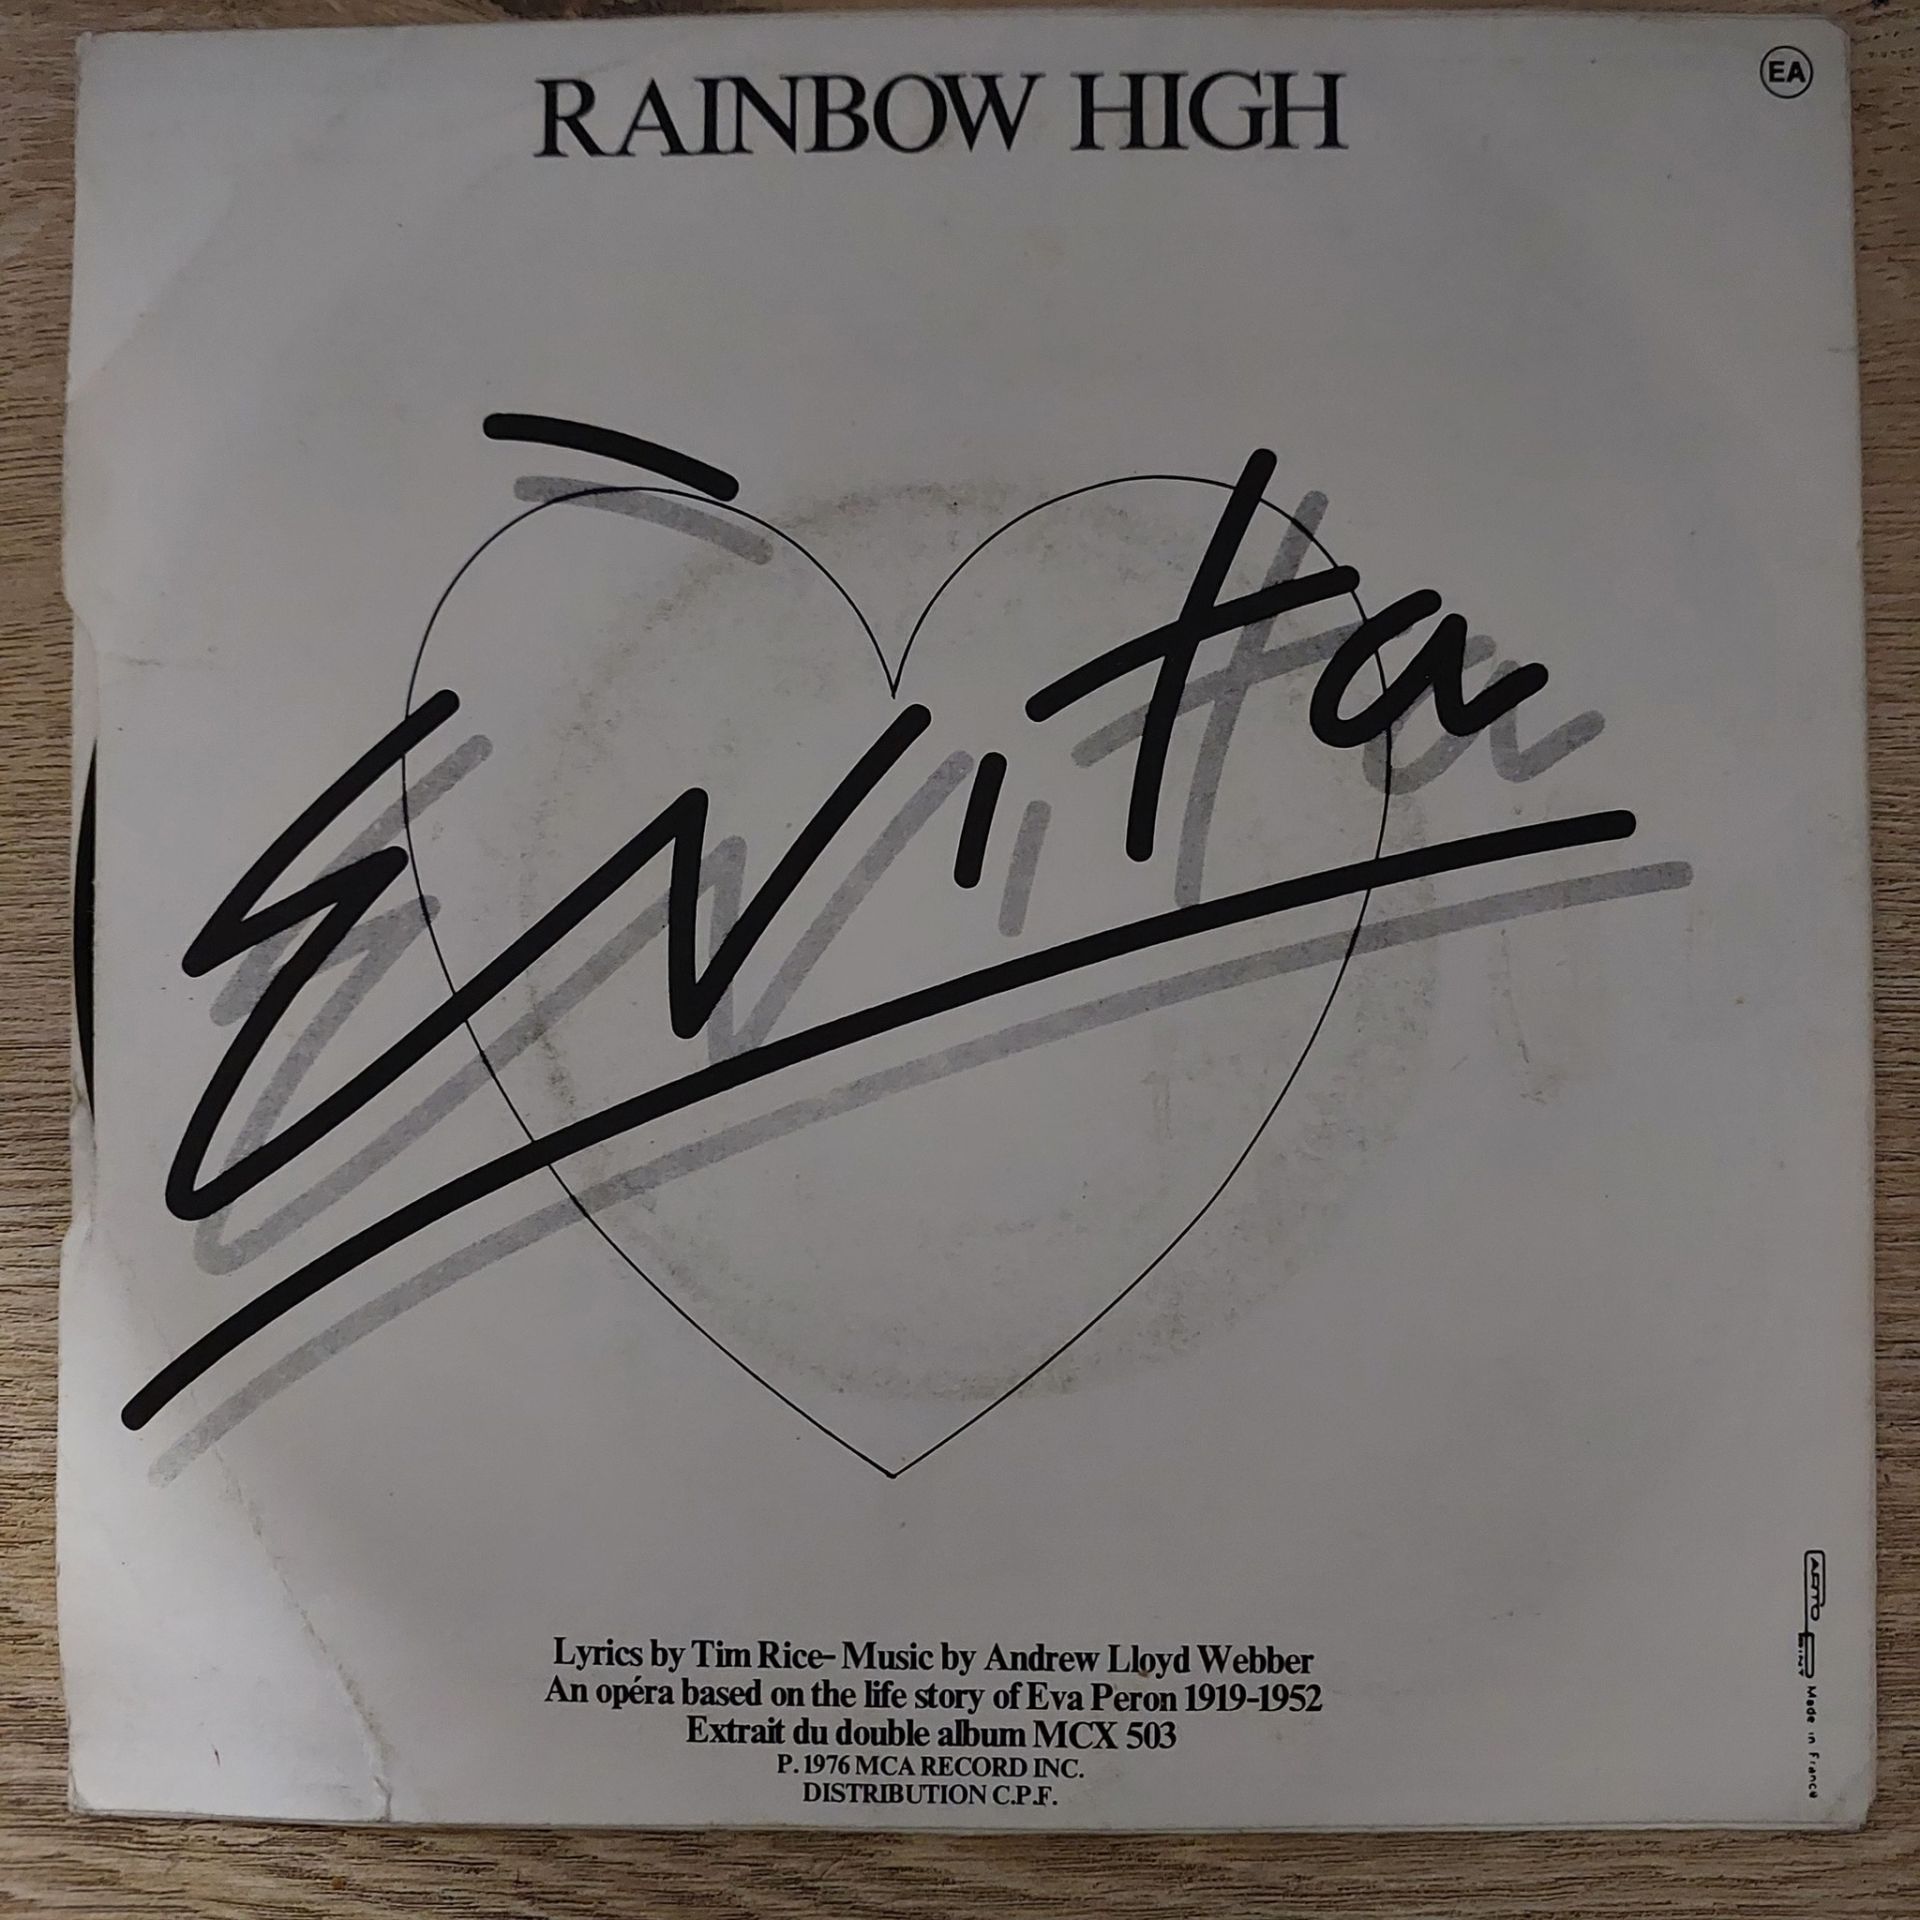 RAINBOW HIGH
EA
Evita
Lyrics by Tim Rice- Music by Andrew Lloyd Webber
An opéra based on the life story of Eva Peron 1919-1952
Extrait du double album MCX 503
P. 1976 MCA RECORD INC.
DISTRIBUTION C.P.F.
Made in France